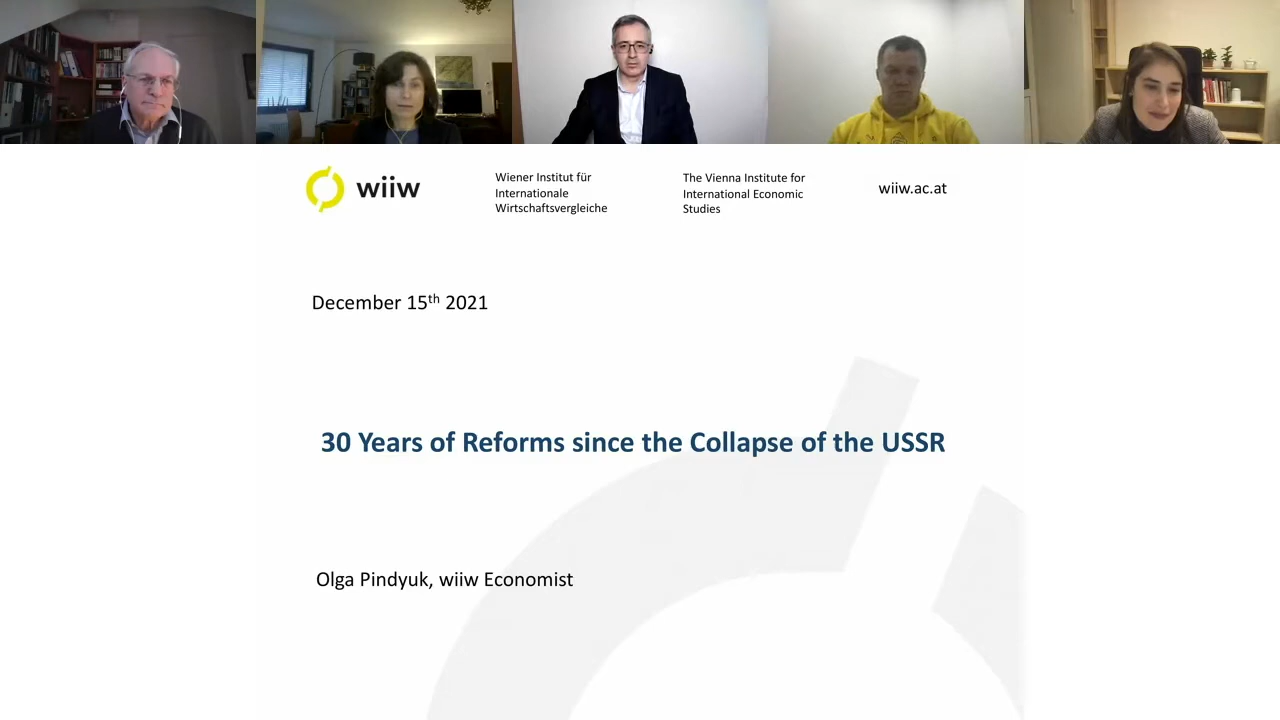 wiiw
Wiener Institut für
Internationale
Wirtschaftsvergleiche
The Vienna Institute for
International Economic
Studies
wiiw.ac.at
December 15th 2021
30 Years of Reforms since the Collapse of the USSR
Olga Pindyuk, wiiw Economist